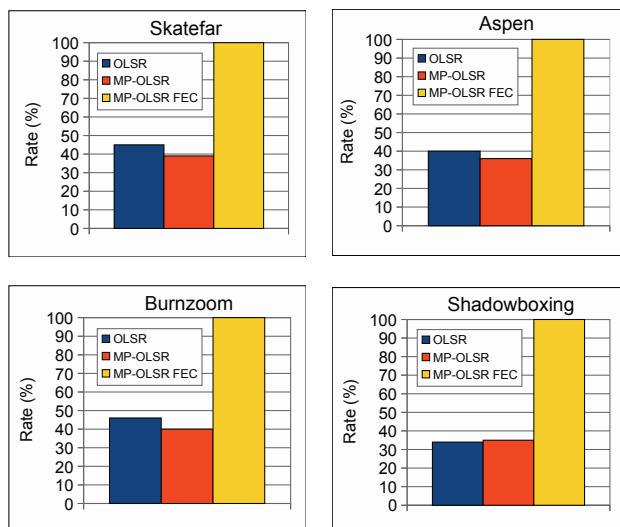 Skatefar
100
90
80
70
60
50
40
30
20
10
0
Rate (%)
OLSR
MP-OLSR
MP-OLSR FEC
Aspen
100
90
80
70
60
50
40
30
20
10
0
Rate (%)
OLSR
MP-OLSR
MP-OLSR FEC
Burnzoom
100
90
80
70
60
50
40
30
20
10
0
Rate (%)
OLSR
MP-OLSR
MP-OLSR FEC
Shadowboxing
100
90
80
70
60
50
40
30
20
10
0
Rate (%)
OLSR
MP-OLSR
MP-OLSR FEC